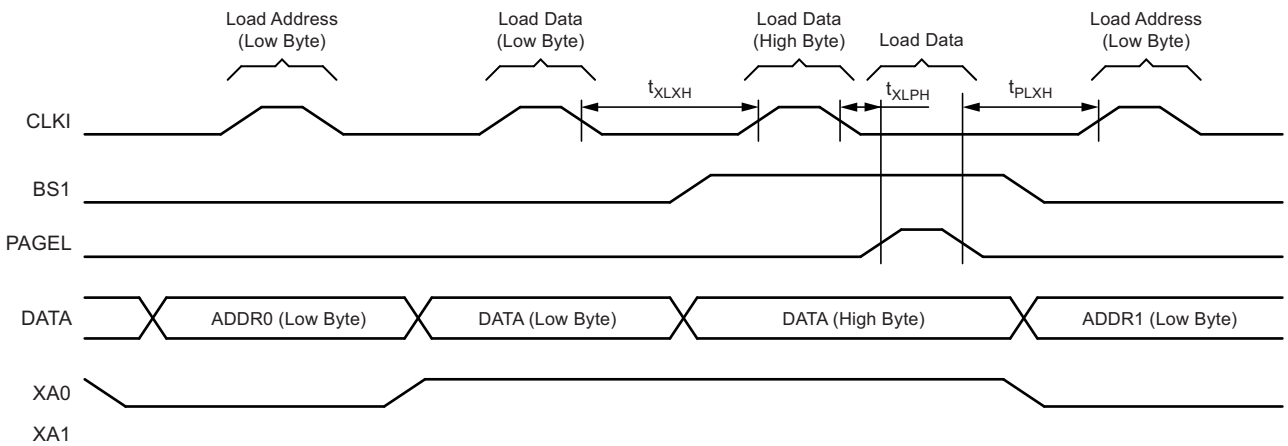 Load Address
(Low Byte)
Load Data
(Low Byte)
Load Data
(High Byte)
Load Data
Load Address
(Low Byte)
tXLXH
tXLPH
tPLXH
CLKI
BS1
PAGEL
DATA
ADDR0 (Low Byte)
DATA (Low Byte)
DATA (High Byte)
ADDR1 (Low Byte)
XA0
XA1